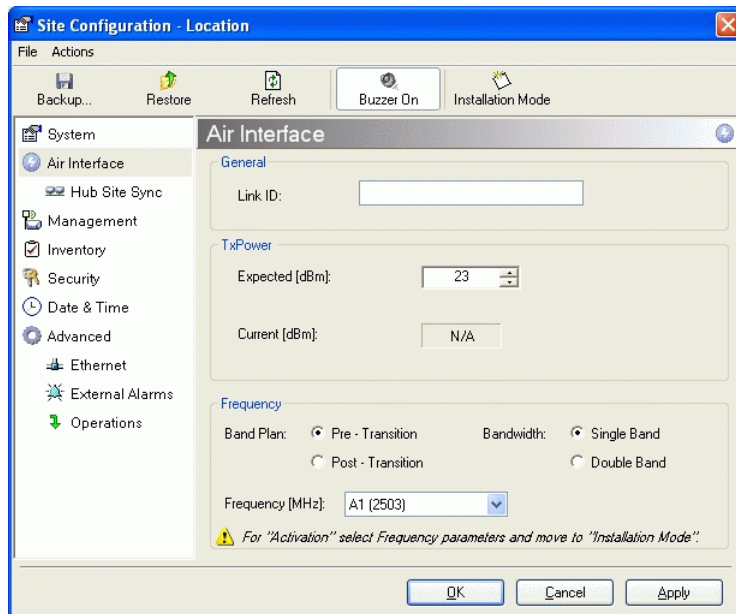 Site Configuration - Location
File Actions
Backup... Restore Refresh Buzzer On Installation Mode
System
Air Interface
Hub Site Sync
Management
Inventory
Security
Date & Time
Advanced
Ethernet
External Alarms
Operations
Air Interface
General
Link ID:
TxPower
Expected [dBm]: 23
Current [dBm]: N/A
Frequency
Band Plan: Pre - Transition Bandwidth: Single Band
Post - Transition Double Band
Frequency [MHz]: A1 (2503)
For "Activation" select Frequency parameters and move to "Installation Mode".
OK Cancel Apply